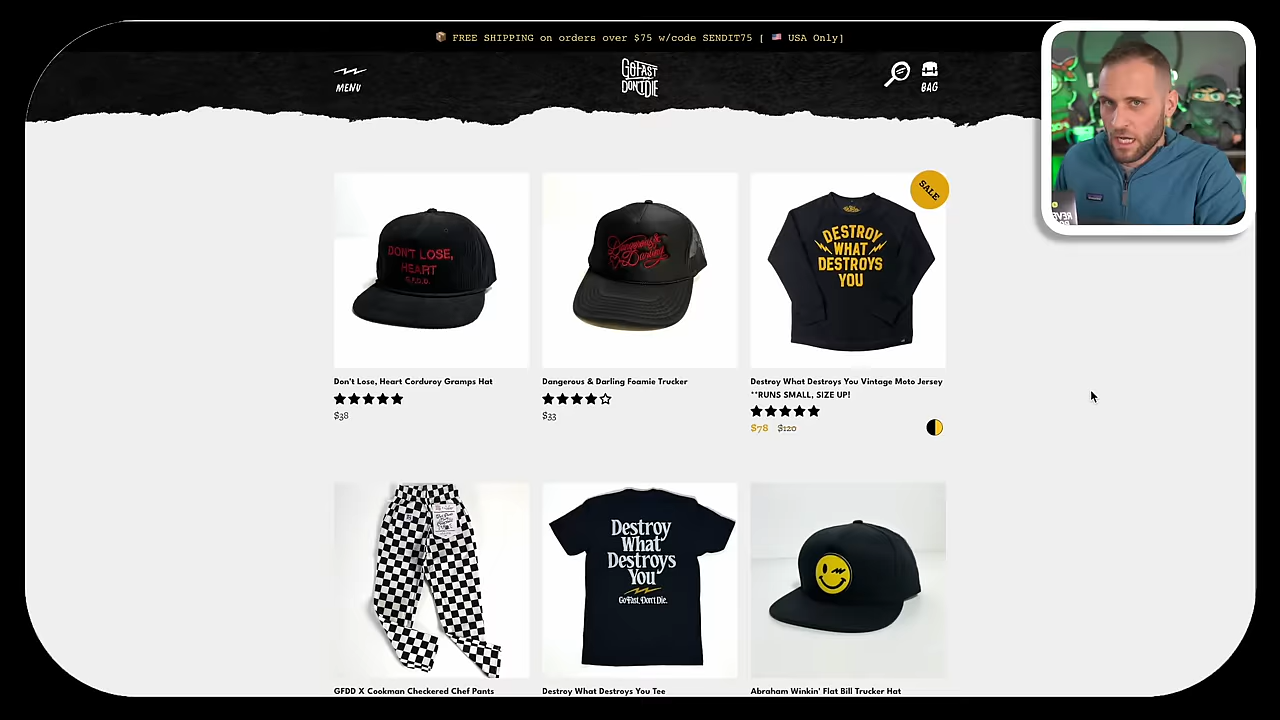 📦 FREE SHIPPING on orders over $75 w/code SENDIT75 [ 🇺🇸 USA Only]
MENU
GO FAST
DON'T DIE
BAG
SALE
DON'T LOSE,
HEART
G.F.D.D.
Dangerous &
Darling
DESTROY
WHAT
DESTROYS
YOU
Don't Lose, Heart Corduroy Gramps Hat
Dangerous & Darling Foamie Trucker
Destroy What Destroys You Vintage Moto Jersey
**RUNS SMALL, SIZE UP!
$38
$33
$78 $120
Destroy
What
Destroys
You
Go Fast, Don't Die.
GFDD X Cookman Checkered Chef Pants
Destroy What Destroys You Tee
Abraham Winkin' Flat Bill Trucker Hat